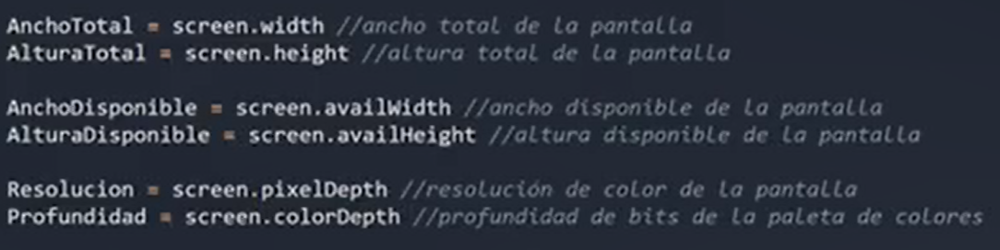 AnchoTotal = screen.width //ancho total de la pantalla
AlturaTotal = screen.height //altura total de la pantalla
AnchoDisponible = screen.availWidth //ancho disponible de la pantalla
AlturaDisponible = screen.availHeight //altura disponible de la pantalla
Resolucion = screen.pixelDepth //resolución de color de la pantalla
Profundidad = screen.colorDepth //profundidad de bits de la paleta de colores